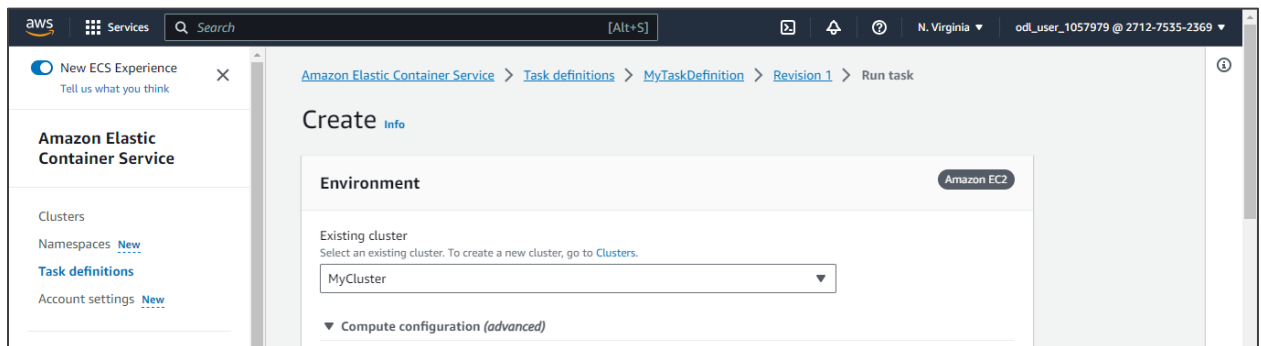 aws Services Search [Alt+S] N. Virginia ▼ odl_user_1057979 @ 2712-7535-2369 ▼
New ECS Experience
Tell us what you think
Amazon Elastic
Container Service
Clusters
Namespaces New
Task definitions
Account settings New
Amazon Elastic Container Service > Task definitions > MyTaskDefinition > Revision 1 > Run task
Create Info
Environment Amazon EC2
Existing cluster
Select an existing cluster. To create a new cluster, go to Clusters.
MyCluster
▼ Compute configuration (advanced)